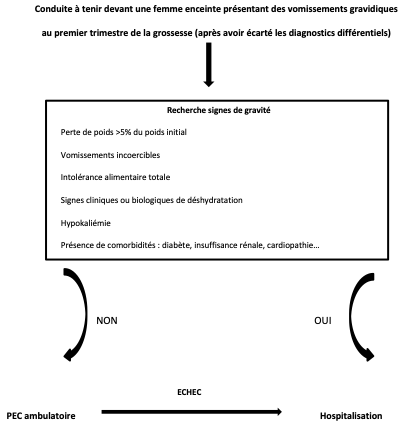 Conduite à tenir devant une femme enceinte présentant des vomissements gravidiques
au premier trimestre de la grossesse (après avoir écarté les diagnostics différentiels)
Recherche signes de gravité
Perte de poids >5% du poids initial
Vomissements incoercibles
Intolérance alimentaire totale
Signes cliniques ou biologiques de déshydratation
Hypokaliémie
Présence de comorbidités : diabète, insuffisance rénale, cardiopathie…
NON
OUI
ECHEC
PEC ambulatoire
Hospitalisation